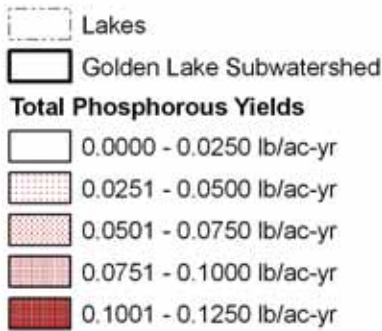 Lakes
Golden Lake Subwatershed
Total Phosphorous Yields
0.0000 - 0.0250 lb/ac-yr
0.0251 - 0.0500 lb/ac-yr
0.0501 - 0.0750 lb/ac-yr
0.0751 - 0.1000 lb/ac-yr
0.1001 - 0.1250 lb/ac-yr